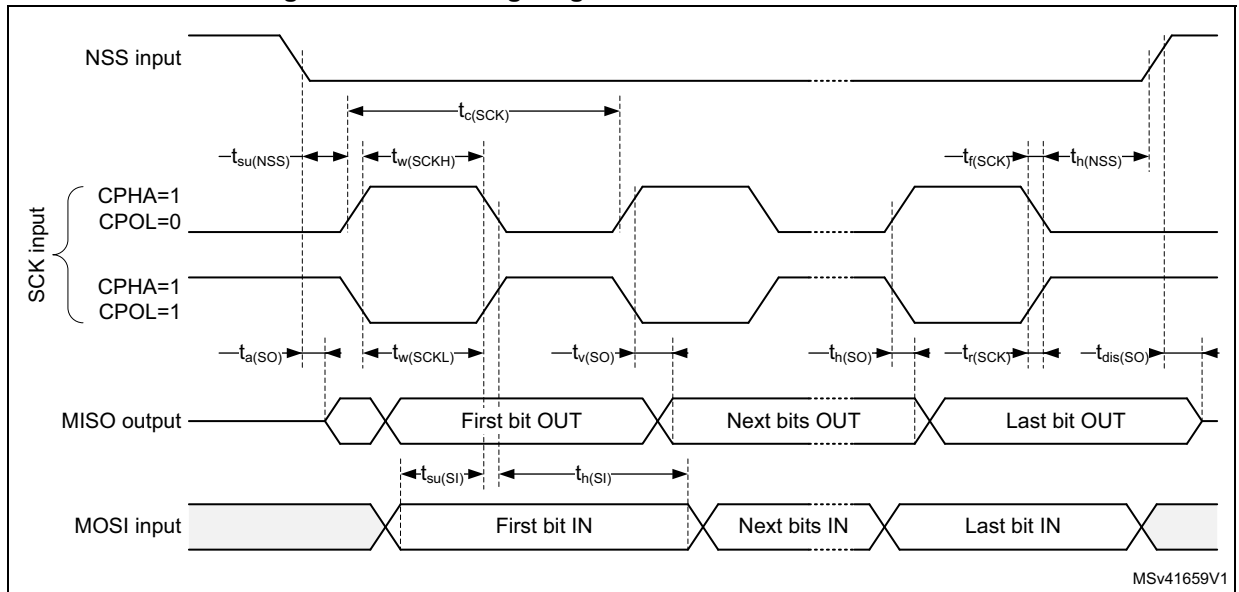 NSS input
tc(SCK)
tsu(NSS)
tw(SCKH)
tf(SCK)
th(NSS)
SCK input
CPHA=1
CPOL=0
CPHA=1
CPOL=1
ta(SO)
tw(SCKL)
tv(SO)
th(SO)
tr(SCK)
tdis(SO)
MISO output
First bit OUT
Next bits OUT
Last bit OUT
tsu(SI)
th(SI)
MOSI input
First bit IN
Next bits IN
Last bit IN
MSv41659V1